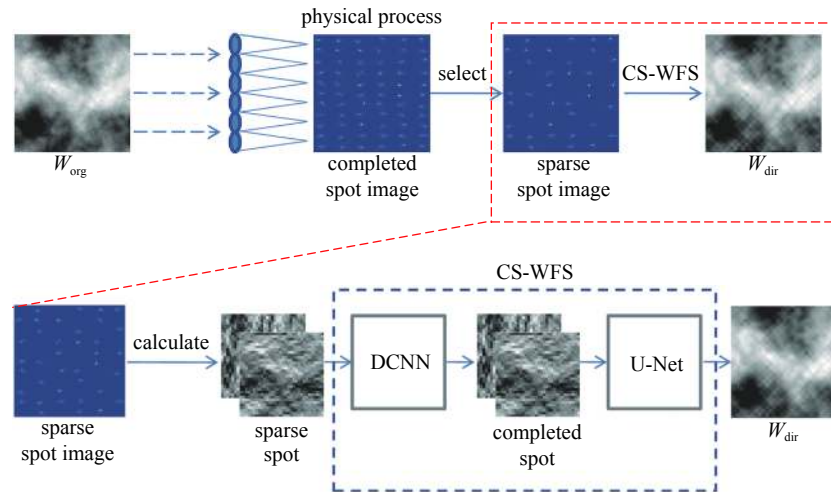 physical process
select
CS-WFS
W_org
completed
spot image
sparse
spot image
W_dir
CS-WFS
calculate
DCNN
U-Net
sparse
spot image
sparse
spot
completed
spot
W_dir